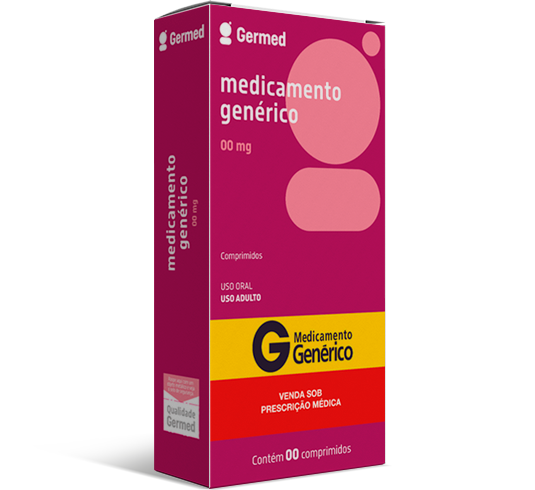 Germed
medicamento
genérico
00 mg
Comprimidos
USO ORAL
USO ADULTO
G Medicamento
Genérico
VENDA SOB
PRESCRIÇÃO MÉDICA
Contém 00 comprimidos
Germed
medicamento
genérico
00 mg
Qualidade
Germed